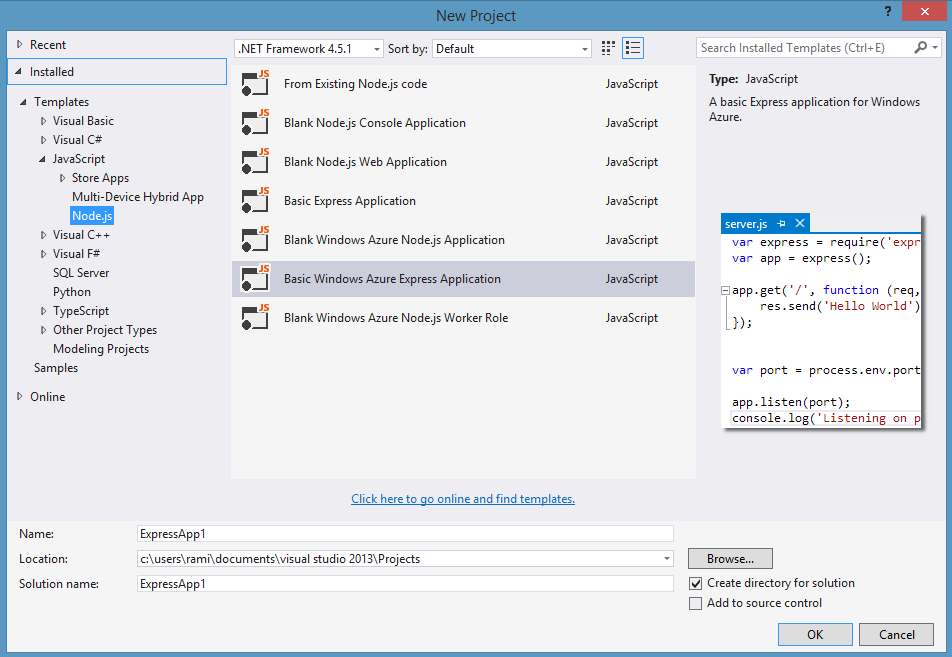 New Project
?
Recent
Installed
Templates
Visual Basic
Visual C#
JavaScript
Store Apps
Multi-Device Hybrid App
Node.js
Visual C++
Visual F#
SQL Server
Python
TypeScript
Other Project Types
Modeling Projects
Samples
Online
.NET Framework 4.5.1 Sort by: Default
JS From Existing Node.js code JavaScript
JS Blank Node.js Console Application JavaScript
JS Blank Node.js Web Application JavaScript
JS Basic Express Application JavaScript
JS Blank Windows Azure Node.js Application JavaScript
JS Basic Windows Azure Express Application JavaScript
JS Blank Windows Azure Node.js Worker Role JavaScript
Click here to go online and find templates.
Search Installed Templates (Ctrl+E)
Type: JavaScript
A basic Express application for Windows
Azure.
server.js
var express = require('expr
var app = express();
app.get('/', function (req,
res.send('Hello World')
});
var port = process.env.port
app.listen(port);
console.log('Listening on p
Name: ExpressApp1
Location: c:\users\rami\documents\visual studio 2013\Projects Browse...
Solution name: ExpressApp1
Create directory for solution
Add to source control
OK Cancel